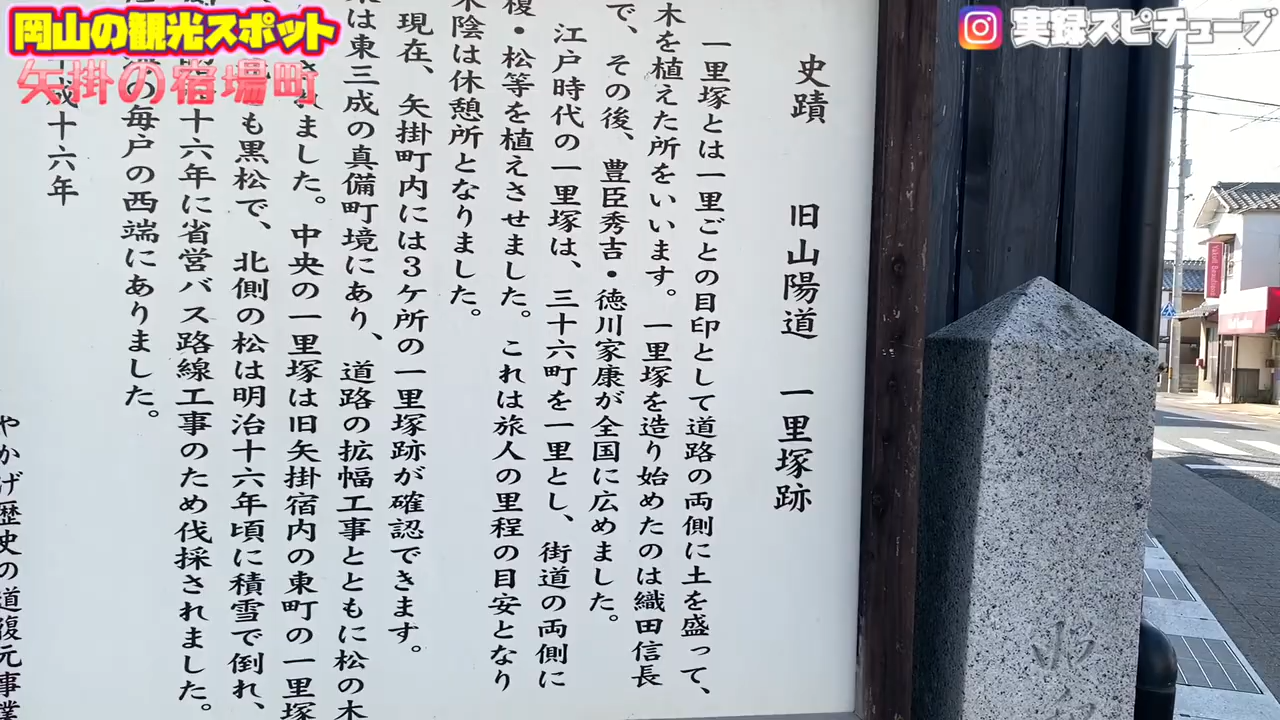 岡山の観光スポット
矢掛の宿場町
実録スピチューブ
史蹟 旧山陽道 一里塚跡
一里塚とは一里ごとの目印として道路の両側に土を盛って、
木を植えた所をいいます。一里塚を造り始めたのは織田信長
で、その後、豊臣秀吉・徳川家康が全国に広めました。
江戸時代の一里塚は、三十六町を一里とし、街道の両側に
榎・松等を植えさせました。これは旅人の里程の目安となり
木陰は休憩所となりました。
現在、矢掛町内には3ヶ所の一里塚跡が確認できます。
は東三成の真備町境にあり、道路の拡幅工事とともに松の木
ました。中央の一里塚は旧矢掛宿内の東町の一里塚
も黒松で、北側の松は明治十六年頃に積雪で倒れ、
十六年に省営バス路線工事のため伐採されました。
の毎戸の西端にありました。
成十六年
やかげ歴史の道復元事業